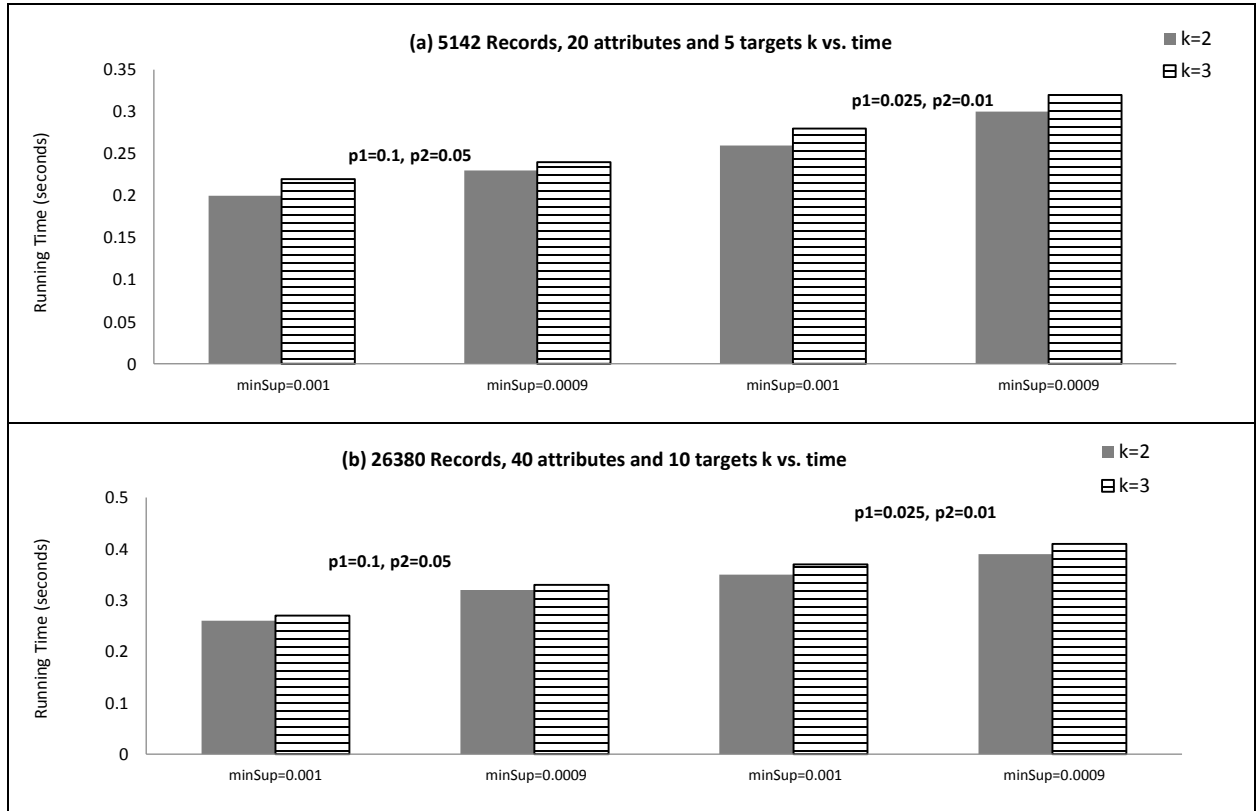 (a) 5142 Records, 20 attributes and 5 targets k vs. time
k=2
k=3
Running Time (seconds)
0.35
0.3
0.25
0.2
0.15
0.1
0.05
0
p1=0.1, p2=0.05
p1=0.025, p2=0.01
minSup=0.001
minSup=0.0009
minSup=0.001
minSup=0.0009
(b) 26380 Records, 40 attributes and 10 targets k vs. time
k=2
k=3
Running Time (seconds)
0.5
0.4
0.3
0.2
0.1
0
p1=0.1, p2=0.05
p1=0.025, p2=0.01
minSup=0.001
minSup=0.0009
minSup=0.001
minSup=0.0009